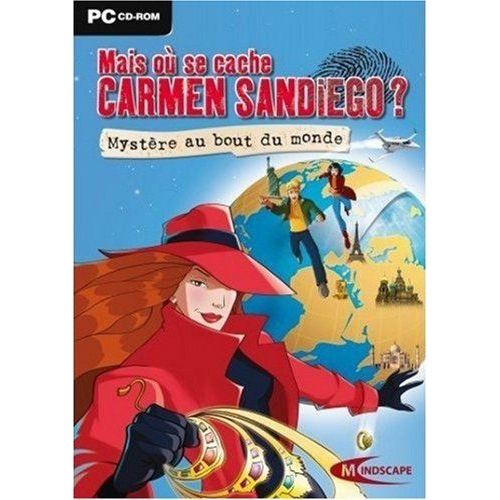 PC CD-ROM
Mais où se cache
CARMEN SANDiEGO?
Mystère au bout du monde
MINDSCAPE